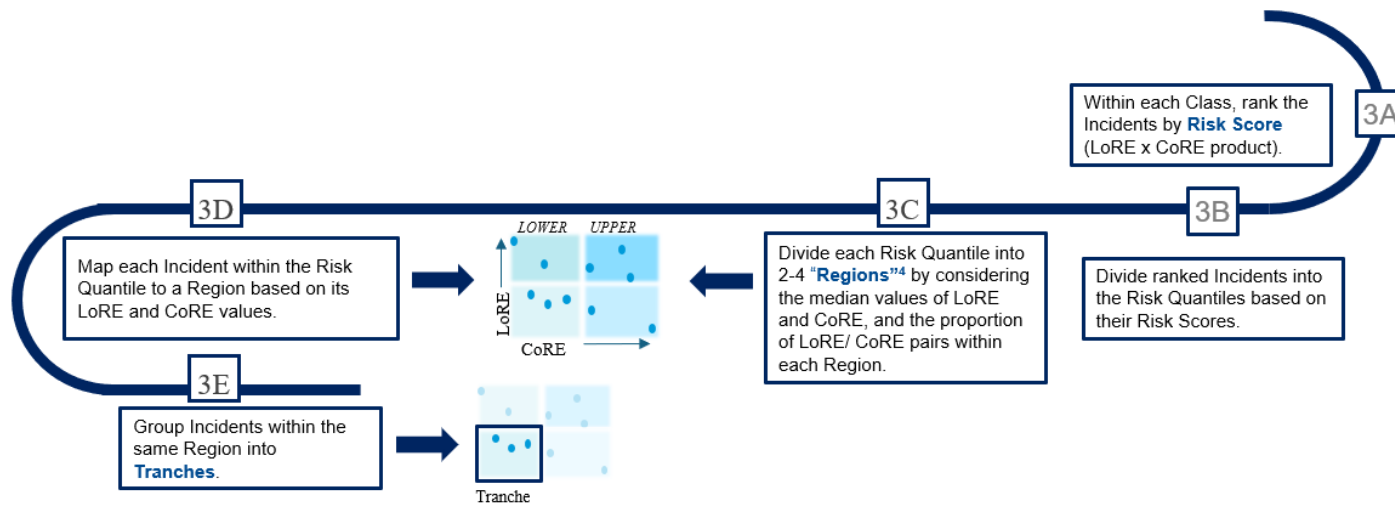 3A
Within each Class, rank the
Incidents by Risk Score
(LoRE x CoRE product).
3B
Divide ranked Incidents into
the Risk Quantiles based on
their Risk Scores.
3C
Divide each Risk Quantile into
2-4 “Regions”⁴ by considering
the median values of LoRE
and CoRE, and the proportion
of LoRE/ CoRE pairs within
each Region.
LOWER UPPER
LoRE
CoRE
3D
Map each Incident within the Risk
Quantile to a Region based on its
LoRE and CoRE values.
3E
Group Incidents within the
same Region into
Tranches.
Tranche